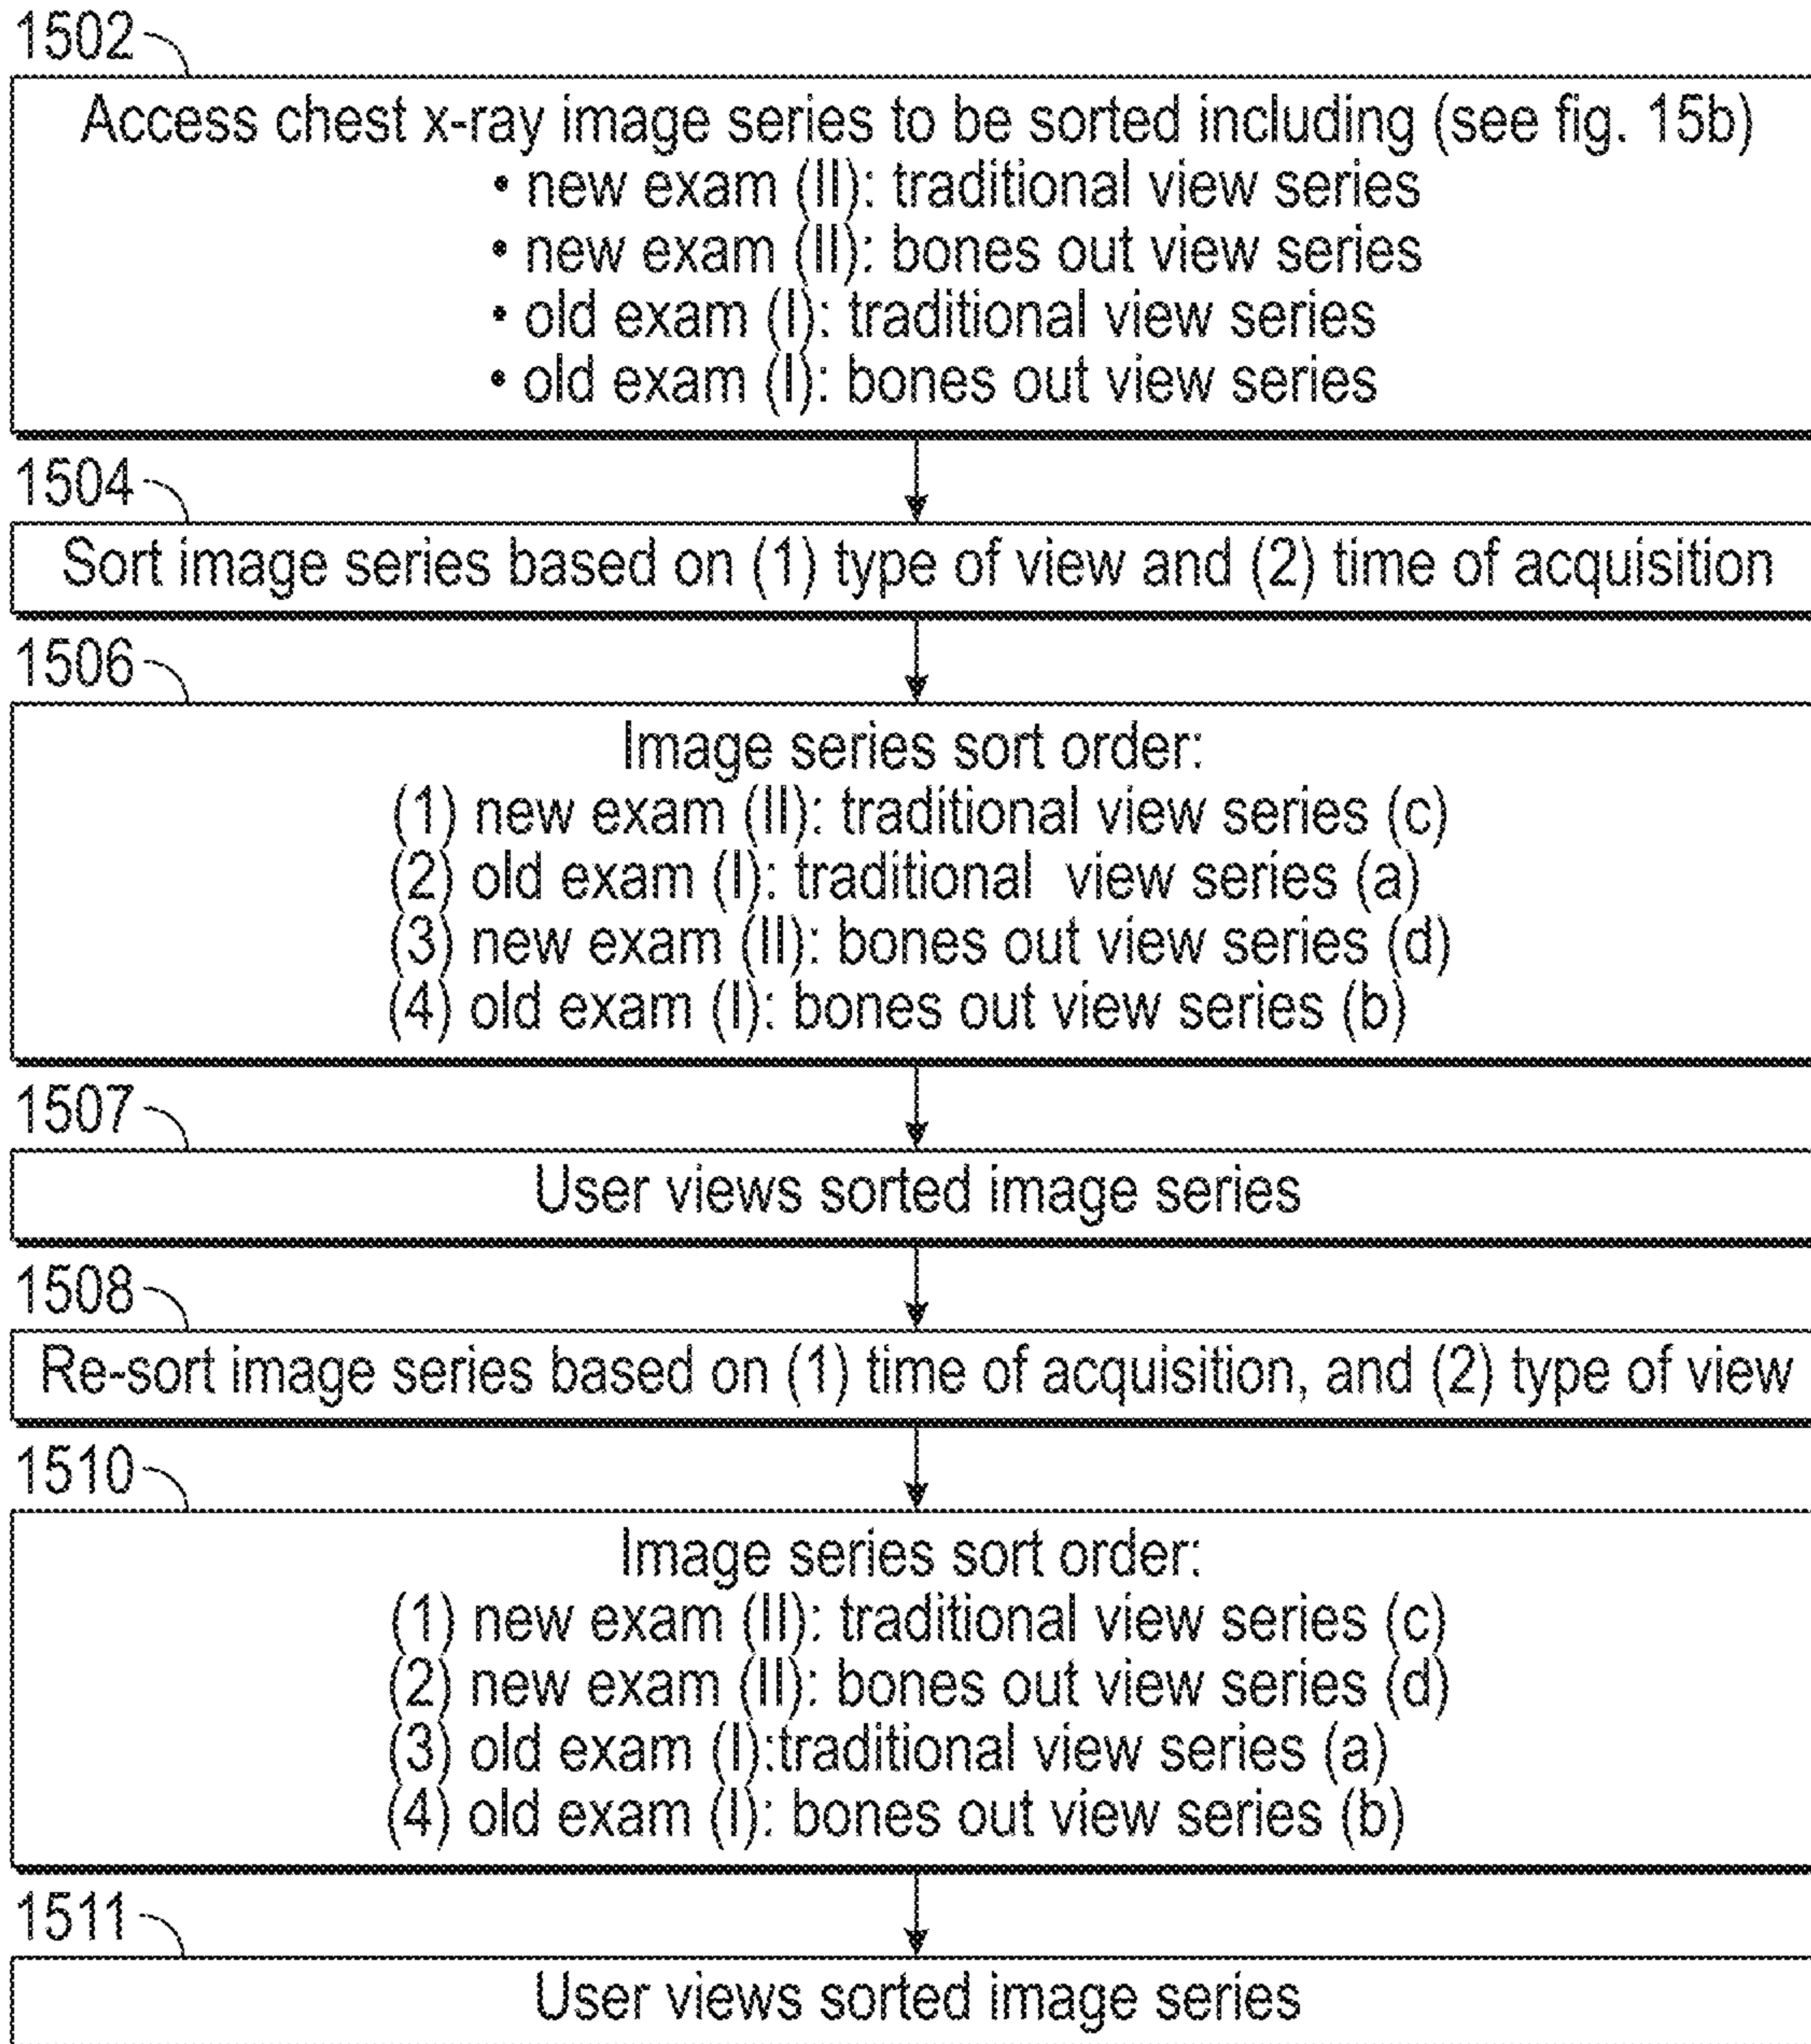 1502
Access chest x-ray image series to be sorted including (see fig. 15b)
• new exam (II): traditional view series
• new exam (II): bones out view series
• old exam (I): traditional view series
• old exam (I): bones out view series
1504
Sort image series based on (1) type of view and (2) time of acquisition
1506
Image series sort order:
(1) new exam (II): traditional view series (c)
(2) old exam (I): traditional view series (a)
(3) new exam (II): bones out view series (d)
(4) old exam (I): bones out view series (b)
1507
User views sorted image series
1508
Re-sort image series based on (1) time of acquisition, and (2) type of view
1510
Image series sort order:
(1) new exam (II): traditional view series (c)
(2) new exam (II): bones out view series (d)
(3) old exam (I):traditional view series (a)
(4) old exam (I): bones out view series (b)
1511
User views sorted image series